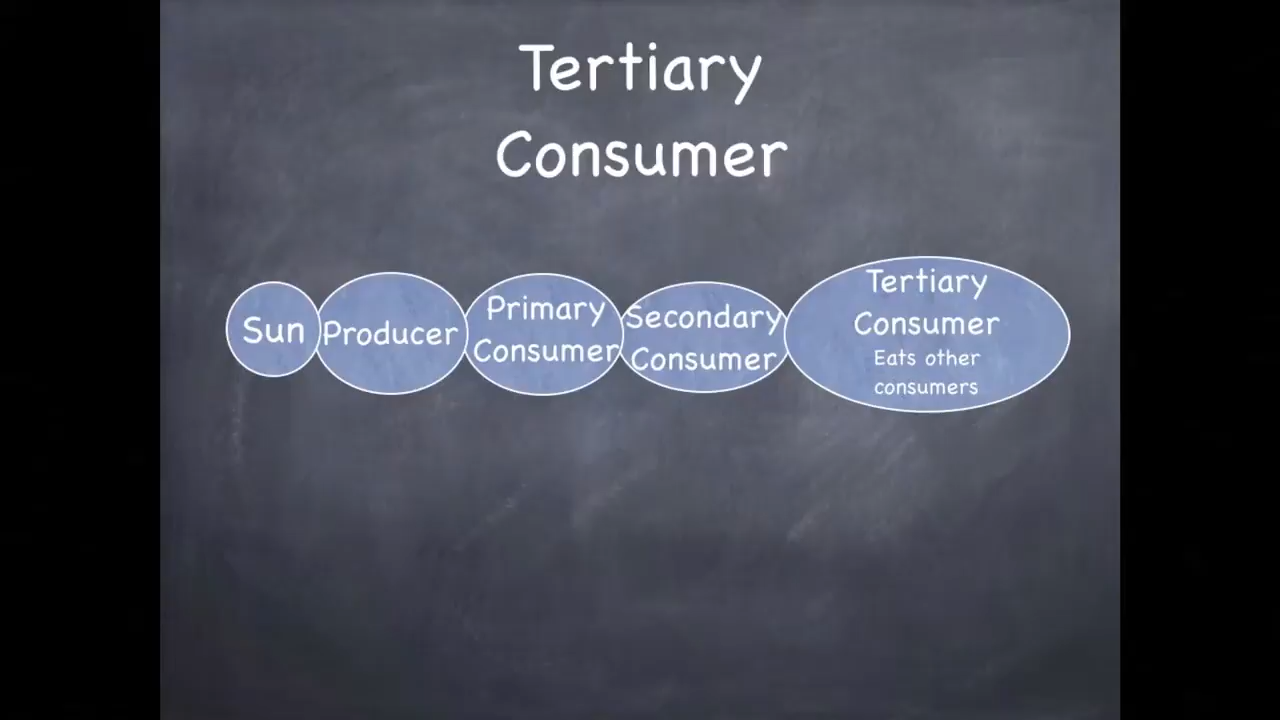 Tertiary
Consumer
Sun
Producer
Primary
Consumer
Secondary
Consumer
Tertiary
Consumer
Eats other
consumers